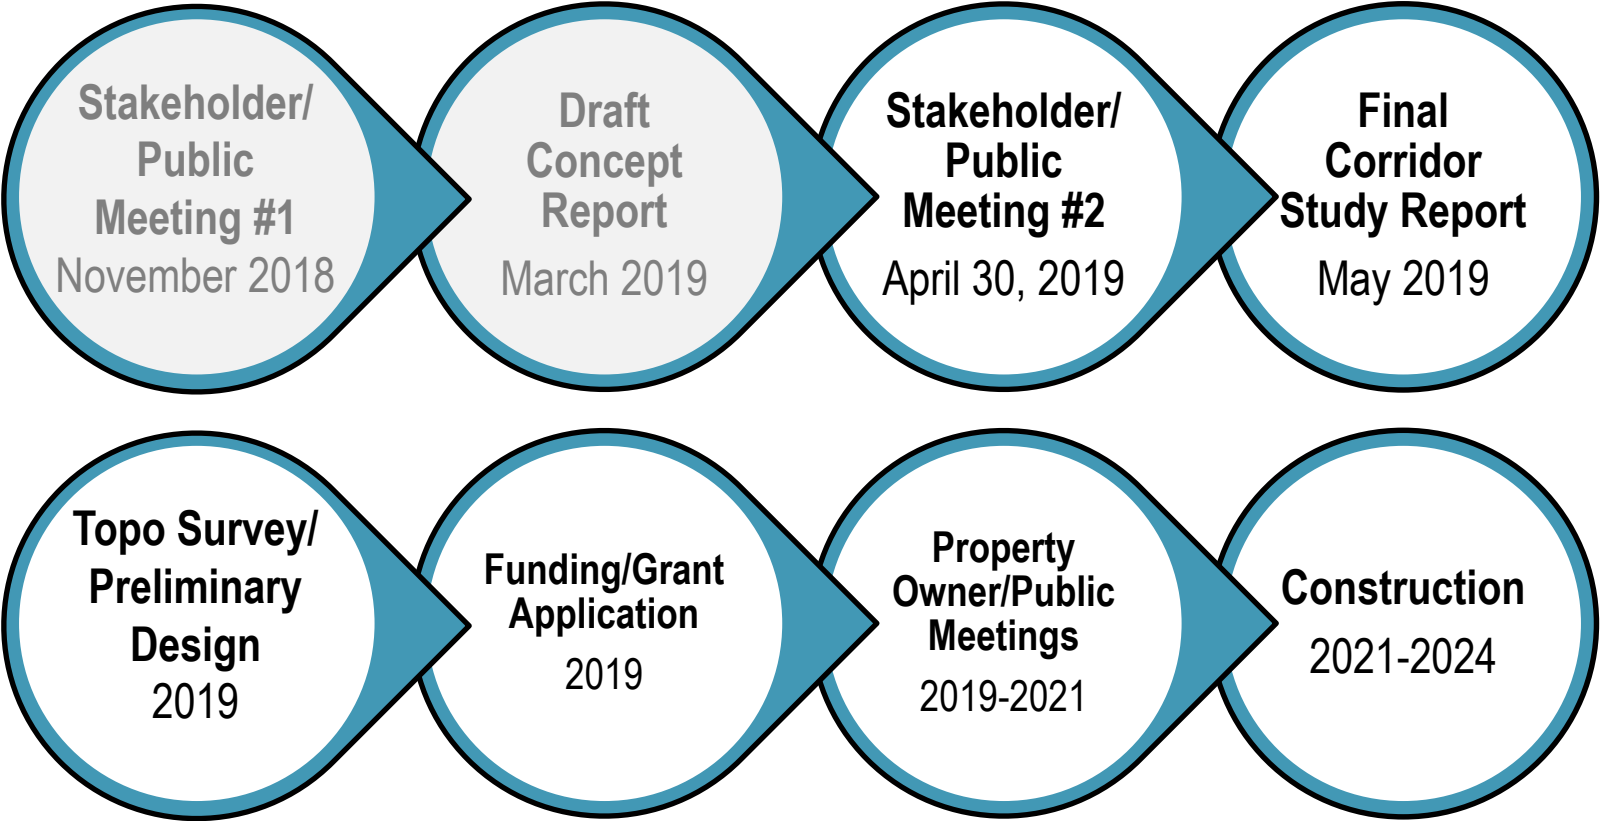 Stakeholder/
Public
Meeting #1
November 2018
Draft
Concept
Report
March 2019
Stakeholder/
Public
Meeting #2
April 30, 2019
Final
Corridor
Study Report
May 2019
Topo Survey/
Preliminary
Design
2019
Funding/Grant
Application
2019
Property
Owner/Public
Meetings
2019-2021
Construction
2021-2024